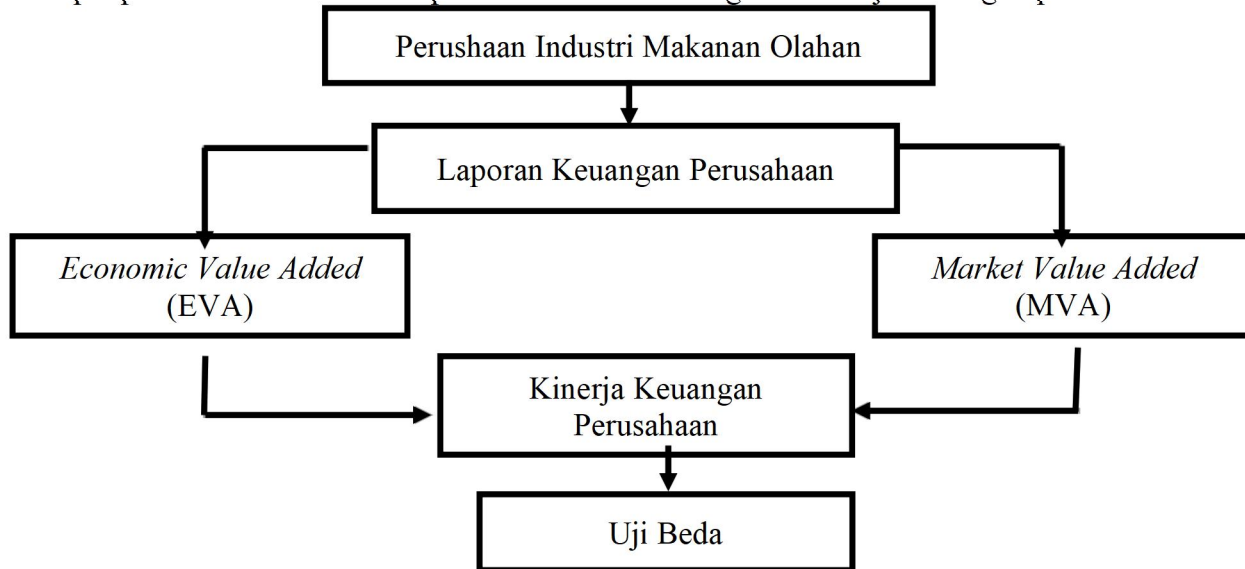 Perushaan Industri Makanan Olahan
Laporan Keuangan Perusahaan
Economic Value Added
(EVA)
Market Value Added
(MVA)
Kinerja Keuangan
Perusahaan
Uji Beda